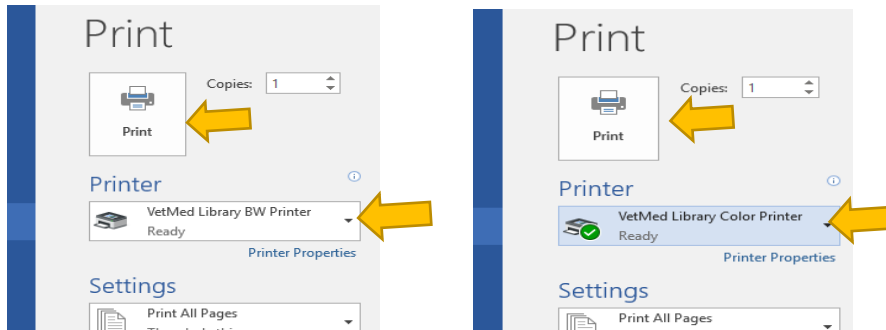 Print
Copies: 1
Print
Printer
VetMed Library BW Printer
Ready
Printer Properties
Settings
Print All Pages
Print
Copies: 1
Print
Printer
VetMed Library Color Printer
Ready
Printer Properties
Settings
Print All Pages